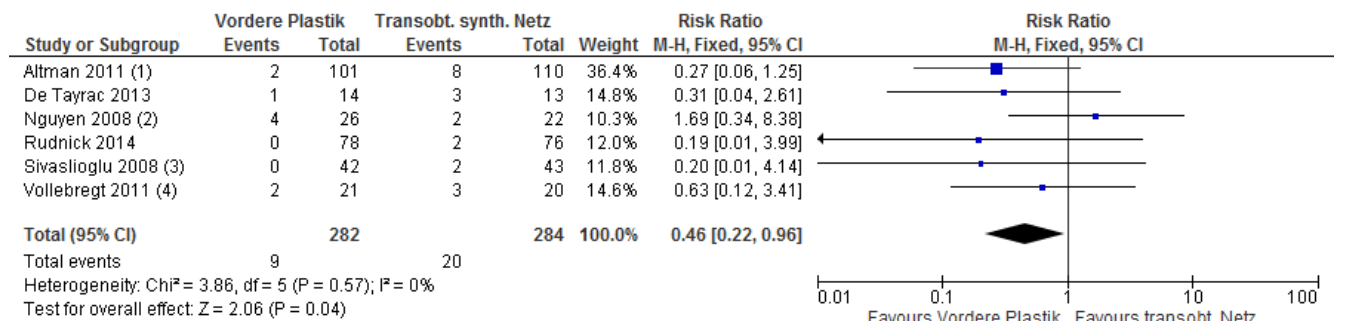 Vordere Plastik Transobt. synth. Netz Risk Ratio Risk Ratio
Study or Subgroup Events Total Events Total Weight M-H, Fixed, 95% CI M-H, Fixed, 95% CI
Altman 2011 (1) 2 101 8 110 36.4% 0.27 [0.06, 1.25]
De Tayrac 2013 1 14 3 13 14.8% 0.31 [0.04, 2.61]
Nguyen 2008 (2) 4 26 2 22 10.3% 1.69 [0.34, 8.38]
Rudnick 2014 0 78 2 76 12.0% 0.19 [0.01, 3.99]
Sivaslioglu 2008 (3) 0 42 2 43 11.8% 0.20 [0.01, 4.14]
Vollebregt 2011 (4) 2 21 3 20 14.6% 0.63 [0.12, 3.41]
Total (95% CI) 282 284 100.0% 0.46 [0.22, 0.96]
Total events 9 20
Heterogeneity: Chi² = 3.86, df = 5 (P = 0.57); I² = 0%
Test for overall effect: Z = 2.06 (P = 0.04)
0.01 0.1 1 10 100
Favours Vordere Plastik Favours transobt. Netz